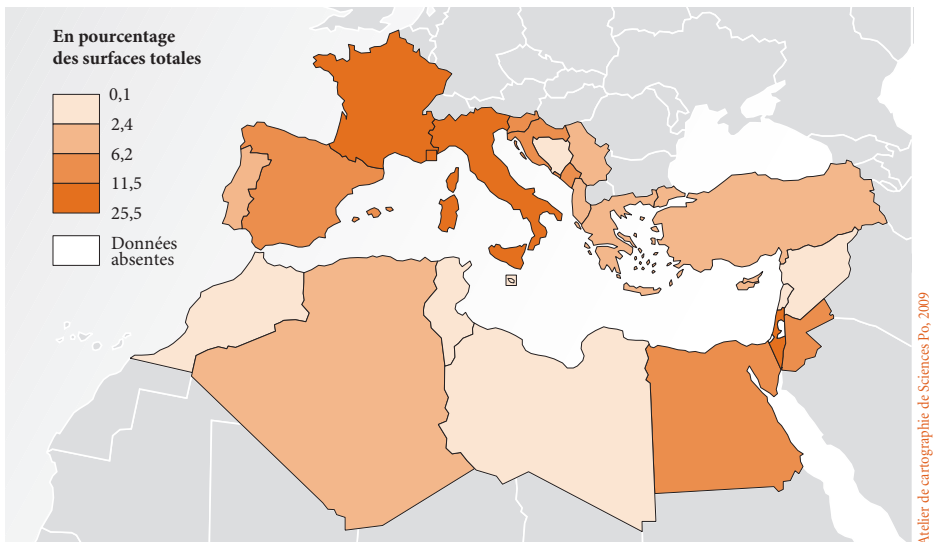 En pourcentage
des surfaces totales
0,1
2,4
6,2
11,5
25,5
Données
absentes
Atelier de cartographie de Sciences Po, 2009